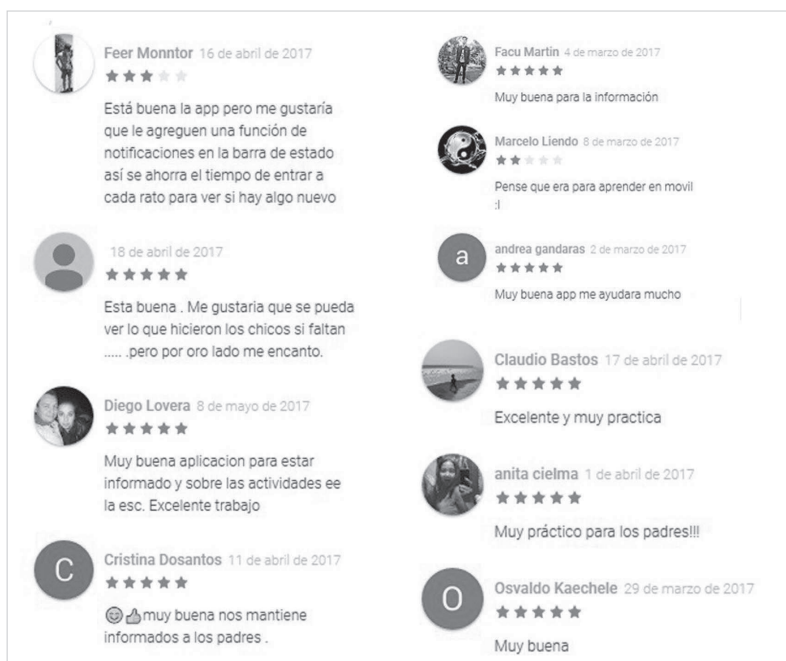 Feer Monntor 16 de abril de 2017
Está buena la app pero me gustaría
que le agreguen una función de
notificaciones en la barra de estado
así se ahorra el tiempo de entrar a
cada rato para ver si hay algo nuevo
18 de abril de 2017
Esta buena . Me gustaria que se pueda
ver lo que hicieron los chicos si faltan
..... .pero por oro lado me encanto.
Diego Lovera 8 de mayo de 2017
Muy buena aplicacion para estar
informado y sobre las actividades ee
la esc. Excelente trabajo
C
Cristina Dosantos 11 de abril de 2017
😊👍muy buena nos mantiene
informados a los padres .
Facu Martin 4 de marzo de 2017
Muy buena para la información
Marcelo Liendo 8 de marzo de 2017
Pense que era para aprender en movil
:l
a
andrea gandaras 2 de marzo de 2017
Muy buena app me ayudara mucho
Claudio Bastos 17 de abril de 2017
Excelente y muy practica
anita cielma 1 de abril de 2017
Muy práctico para los padres!!!
O
Osvaldo Kaechele 29 de marzo de 2017
Muy buena